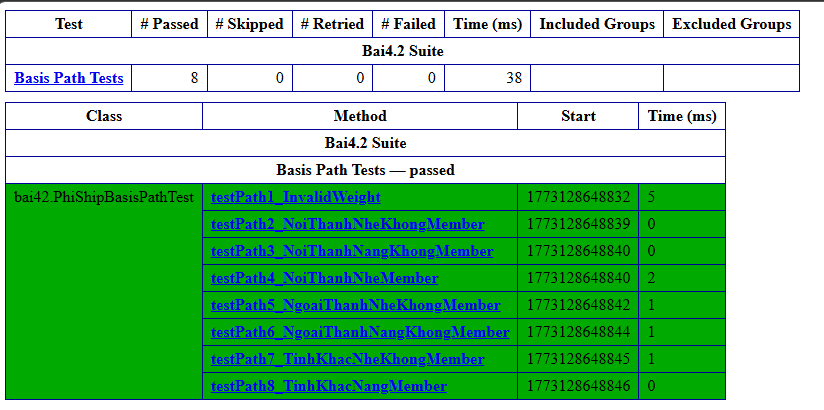 Test # Passed # Skipped # Retried # Failed Time (ms) Included Groups Excluded Groups
Bai4.2 Suite
Basis Path Tests 8 0 0 0 38
Class Method Start Time (ms)
Bai4.2 Suite
Basis Path Tests — passed
bai42.PhiShipBasisPathTest testPath1_InvalidWeight 1773128648832 5
testPath2_NoiThanhNheKhongMember 1773128648839 0
testPath3_NoiThanhNangKhongMember 1773128648840 0
testPath4_NoiThanhNheMember 1773128648840 2
testPath5_NgoaiThanhNheKhongMember 1773128648842 1
testPath6_NgoaiThanhNangKhongMember 1773128648844 1
testPath7_TinhKhacNheKhongMember 1773128648845 1
testPath8_TinhKhacNangMember 1773128648846 0